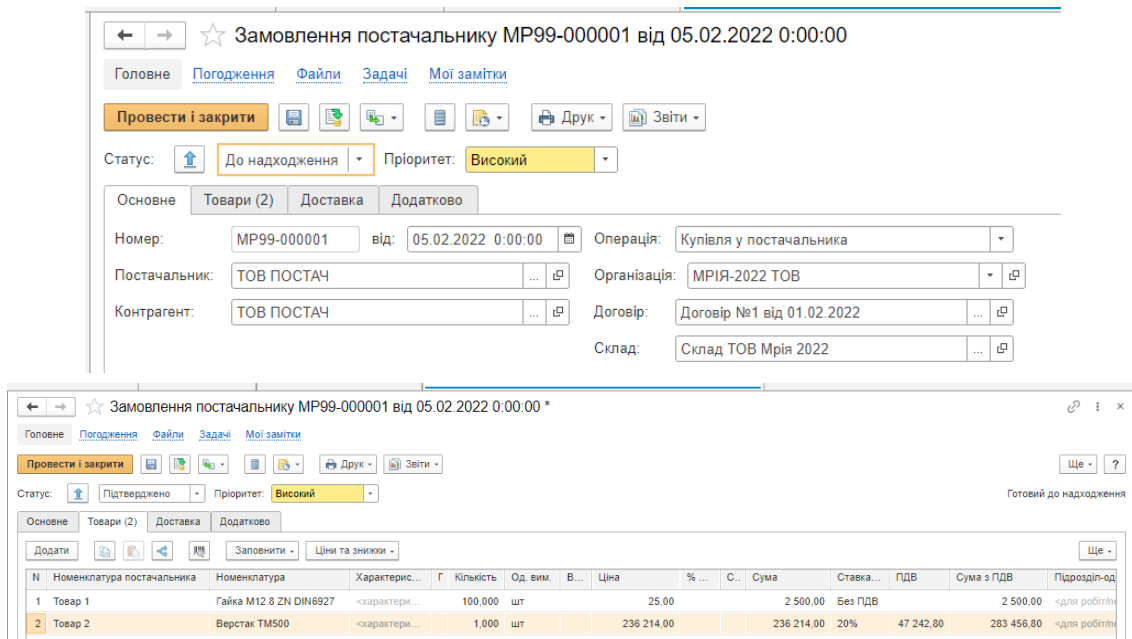 Замовлення постачальнику МР99-000001 від 05.02.2022 0:00:00
Головне Погодження Файли Задачі Мої замітки
Провести і закрити Друк Звіти
Статус: До надходження Пріоритет: Високий
Основне Товари (2) Доставка Додатково
Номер: МР99-000001 від: 05.02.2022 0:00:00 Операція: Купівля у постачальника
Постачальник: ТОВ ПОСТАЧ ... Організація: МРІЯ-2022 ТОВ
Контрагент: ТОВ ПОСТАЧ ... Договір: Договір №1 від 01.02.2022 ...
Склад: Склад ТОВ Мрія 2022 ...
Замовлення постачальнику МР99-000001 від 05.02.2022 0:00:00 *
Головне Погодження Файли Задачі Мої замітки
Провести і закрити Друк Звіти Ще ?
Статус: Підтверджено Пріоритет: Високий Готовий до надходження
Основне Товари (2) Доставка Додатково
Додати Заповнити Ціни та знижки Ще
N Номенклатура постачальника Номенклатура Характерис... Г Кількість Од. вим. В... Ціна % ... С.. Сума Ставка... ПДВ Сума з ПДВ Підрозділ-од
1 Товар 1 Гайка М12.8 ZN DIN6927 <характери... 100,000 шт 25,00 2 500,00 Без ПДВ 2 500,00 <для робіт/п
2 Товар 2 Верстак ТМ500 <характери... 1,000 шт 236 214,00 236 214,00 20% 47 242,80 283 456,80 <для робіт/п